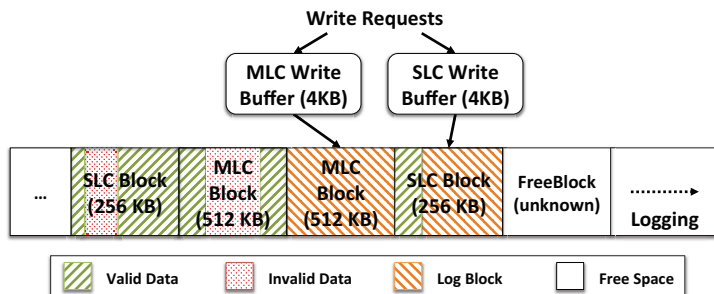 Write Requests
MLC Write
Buffer (4KB)
SLC Write
Buffer (4KB)
...
SLC Block
(256 KB)
MLC
Block
(512 KB)
MLC
Block
(512 KB)
SLC Block
(256 KB)
FreeBlock
(unknown)
Logging
Valid Data
Invalid Data
Log Block
Free Space